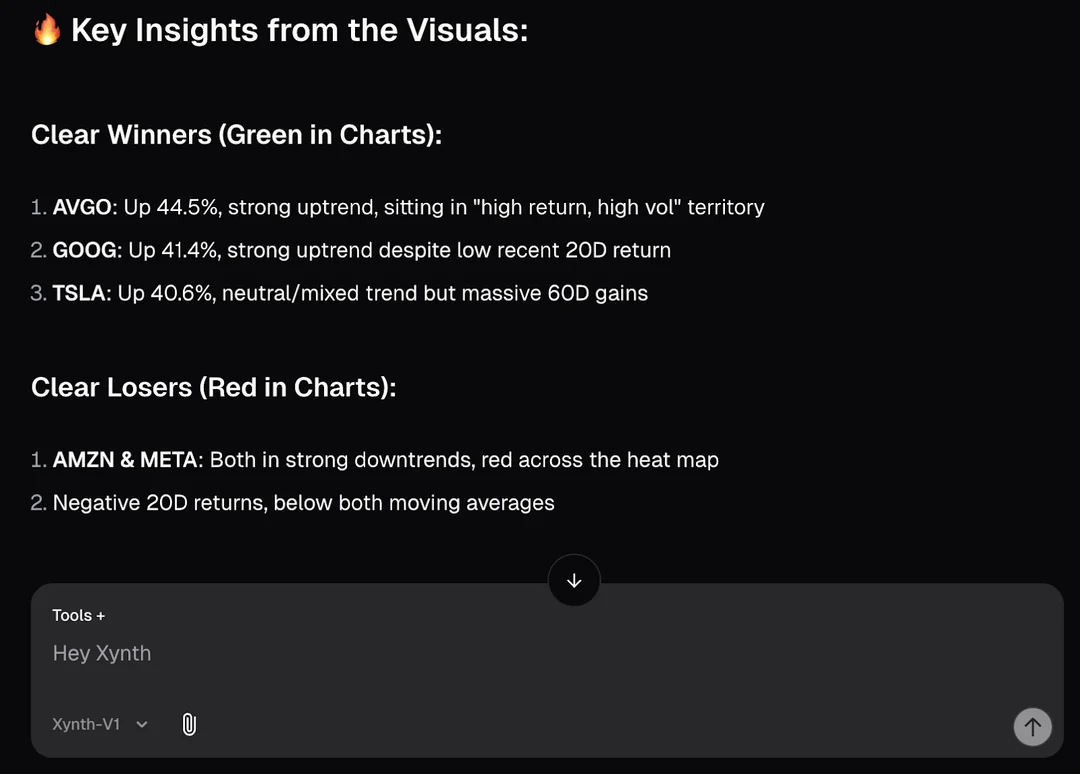 🔥 Key Insights from the Visuals:
Clear Winners (Green in Charts):
1. AVGO: Up 44.5%, strong uptrend, sitting in "high return, high vol" territory
2. GOOG: Up 41.4%, strong uptrend despite low recent 20D return
3. TSLA: Up 40.6%, neutral/mixed trend but massive 60D gains
Clear Losers (Red in Charts):
1. AMZN & META: Both in strong downtrends, red across the heat map
2. Negative 20D returns, below both moving averages
Tools +
Hey Xynth
Xynth-V1